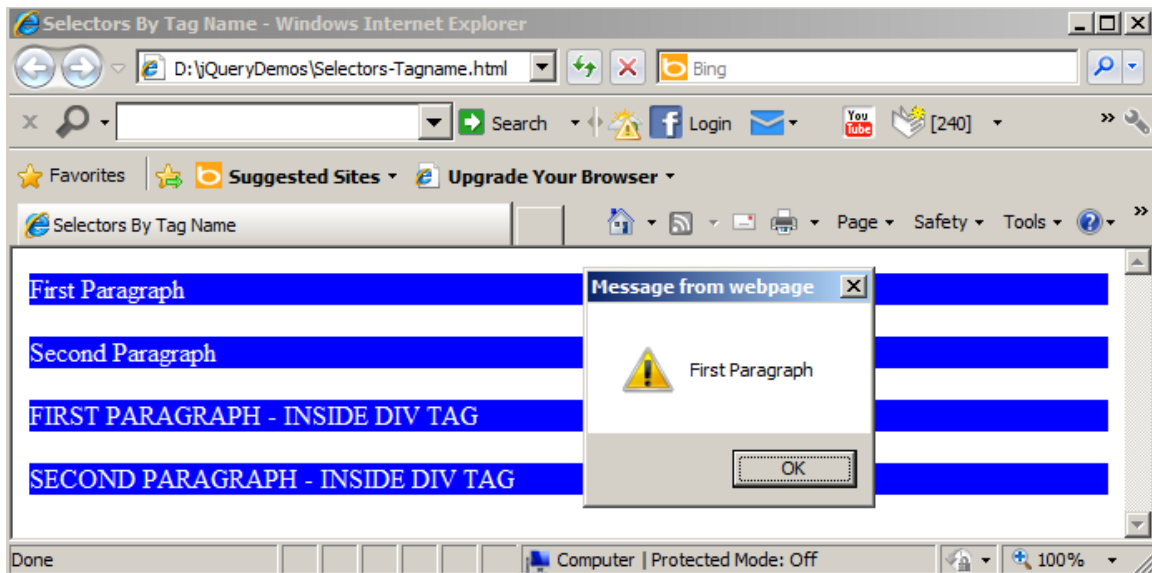 Selectors By Tag Name - Windows Internet Explorer
D:\jQueryDemos\Selectors-Tagname.html
Bing
Search
Login
You Tube
[240]
Favorites
Suggested Sites
Upgrade Your Browser
Selectors By Tag Name
Page
Safety
Tools
First Paragraph
Second Paragraph
FIRST PARAGRAPH - INSIDE DIV TAG
SECOND PARAGRAPH - INSIDE DIV TAG
Message from webpage
First Paragraph
OK
Done
Computer | Protected Mode: Off
100%